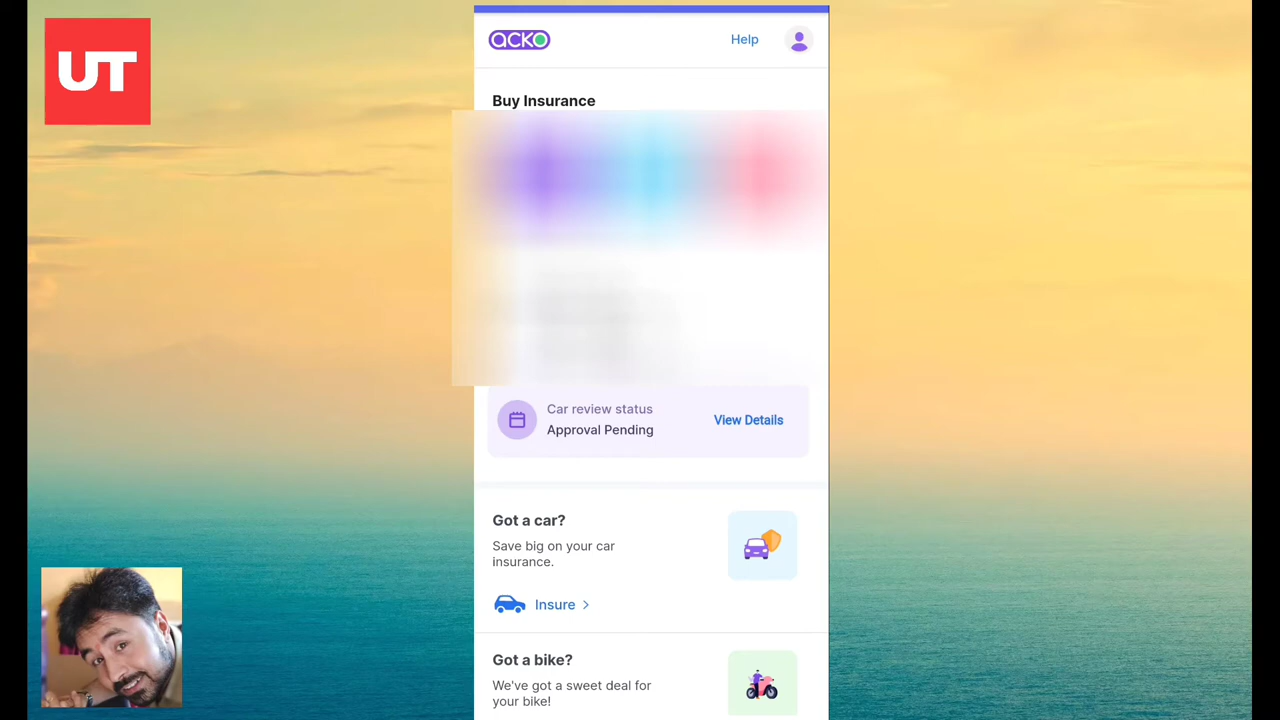 UT
acko
Help
Buy Insurance
Car review status
Approval Pending
View Details
Got a car?
Save big on your car
insurance.
Insure
Got a bike?
We've got a sweet deal for
your bike!